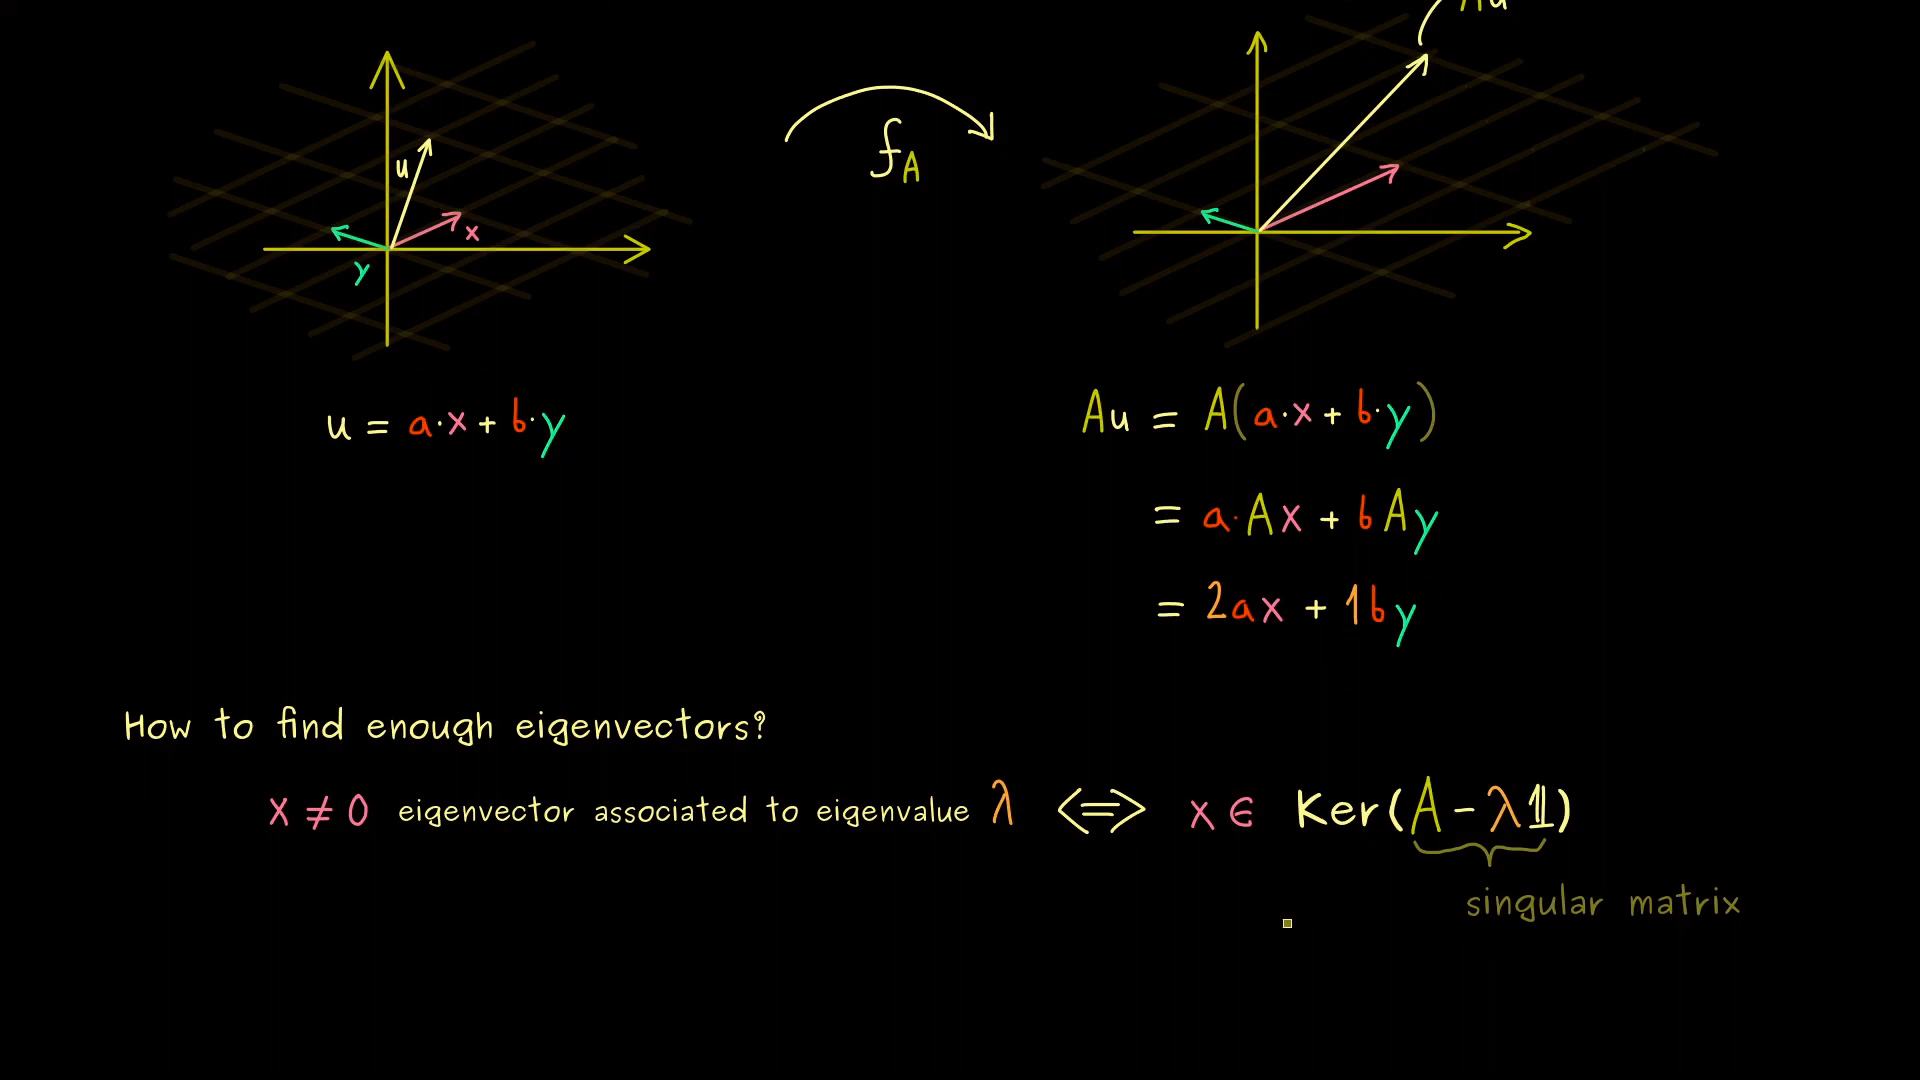 Au
u
x
y
f_A
u = a·x + b·y
Au = A(a·x + b·y)
= a·Ax + bAy
= 2ax + 1by
How to find enough eigenvectors?
x ≠ 0 eigenvector associated to eigenvalue λ ⟺ x ∈ Ker(A - λ𝟙)
singular matrix